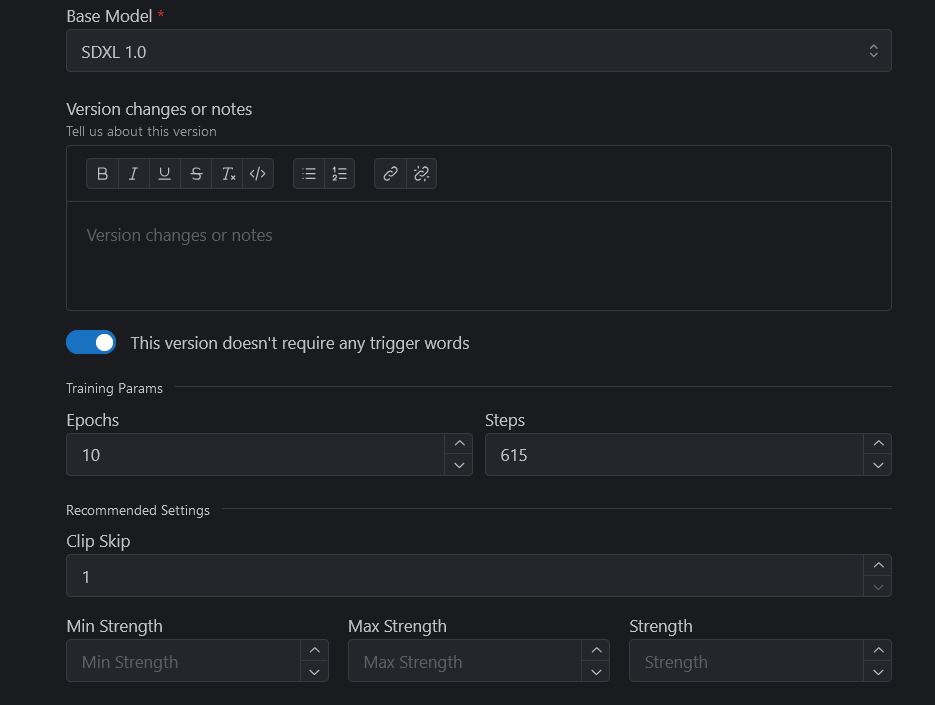 Base Model *
SDXL 1.0
Version changes or notes
Tell us about this version
B I U S Tx </>
Version changes or notes
This version doesn't require any trigger words
Training Params
Epochs Steps
10 615
Recommended Settings
Clip Skip
1
Min Strength Max Strength Strength
Min Strength Max Strength Strength